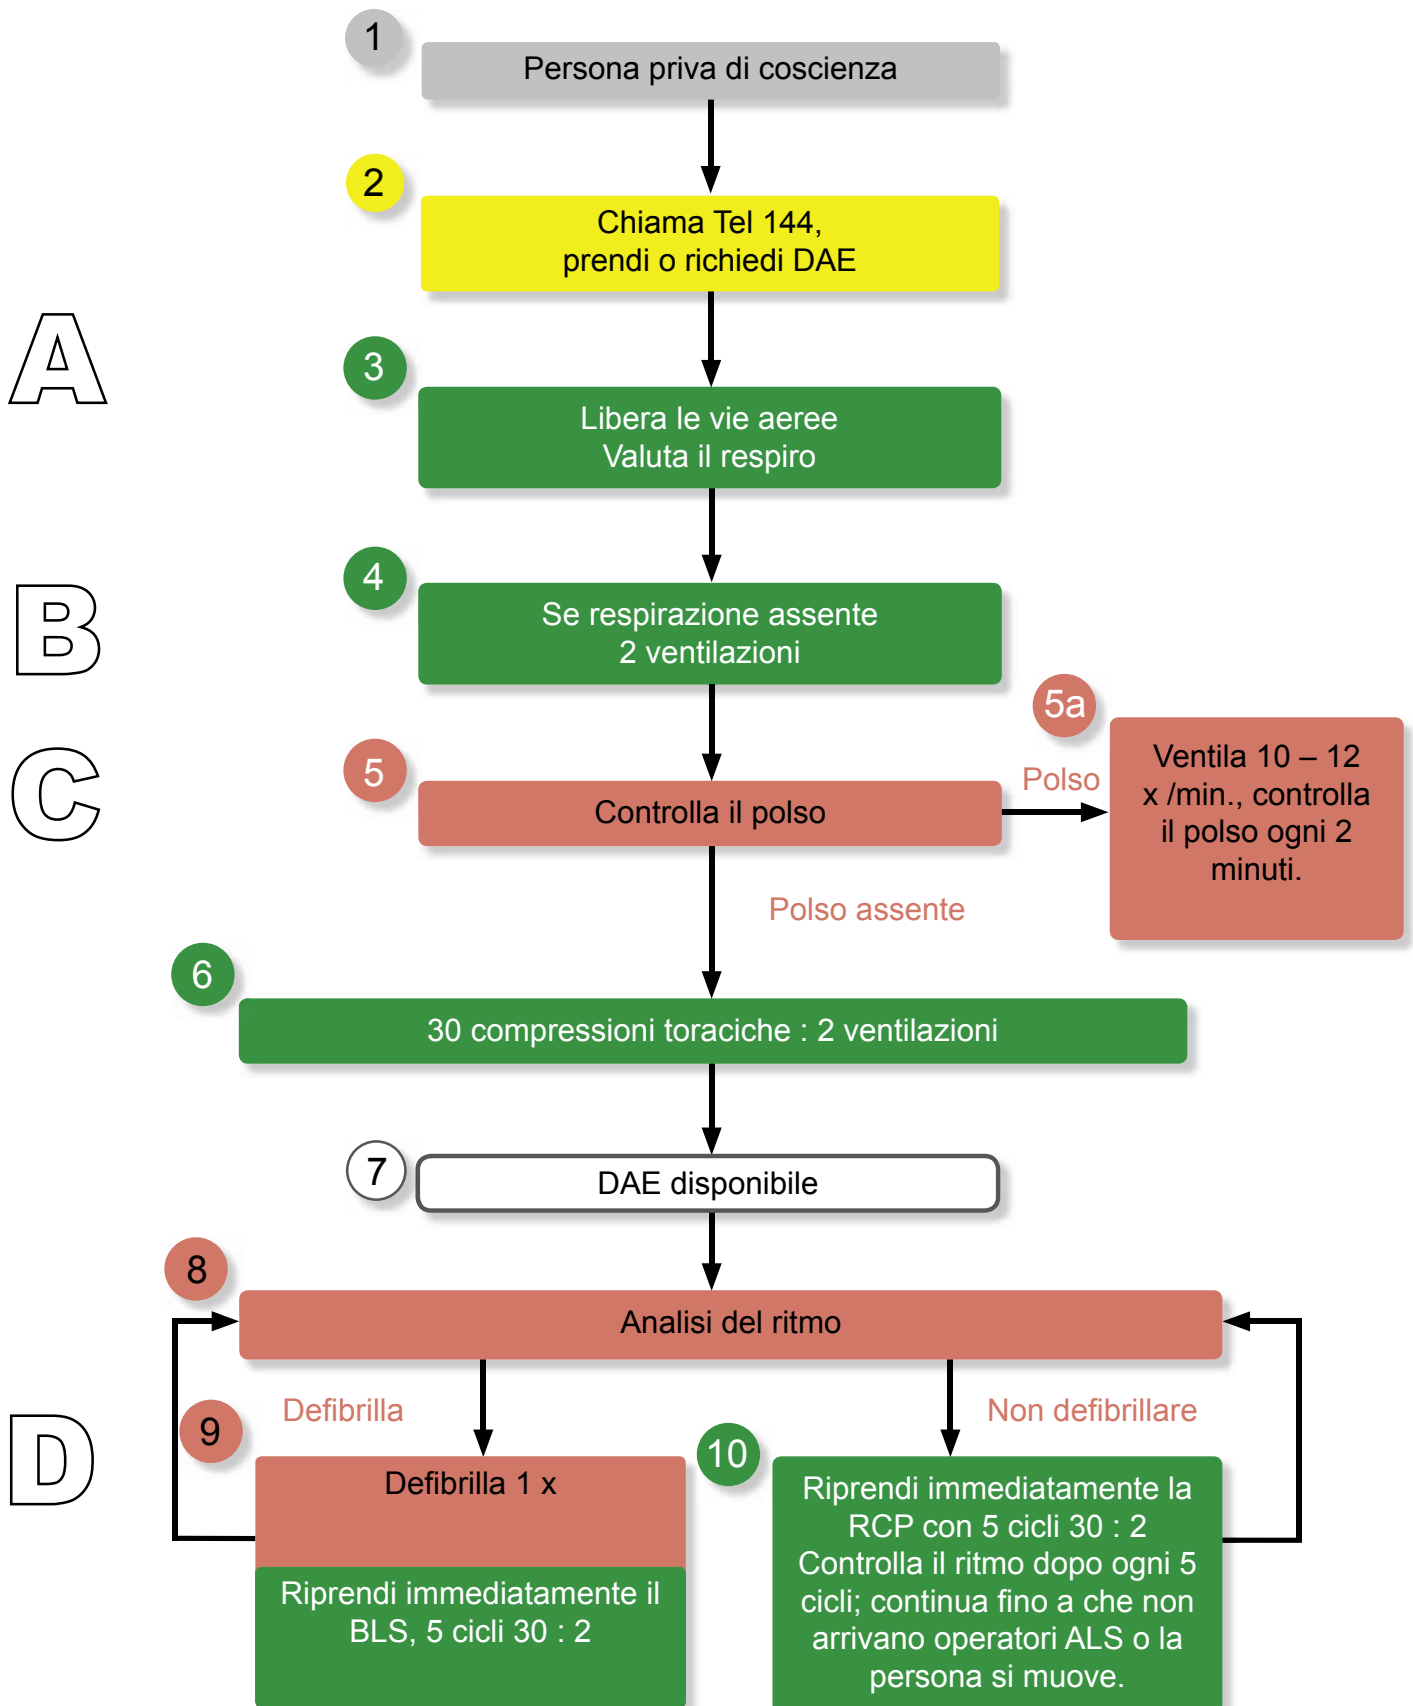 1
Persona priva di coscienza
2
Chiama Tel 144,
prendi o richiedi DAE
A
3
Libera le vie aeree
Valuta il respiro
B
4
Se respirazione assente
2 ventilazioni
C
5
Controlla il polso
Polso
5a
Ventila 10 – 12
x /min., controlla
il polso ogni 2
minuti.
Polso assente
6
30 compressioni toraciche : 2 ventilazioni
7
DAE disponibile
8
Analisi del ritmo
D
Defibrilla
9
Defibrilla 1 x
Riprendi immediatamente il
BLS, 5 cicli 30 : 2
Non defibrillare
10
Riprendi immediatamente la
RCP con 5 cicli 30 : 2
Controlla il ritmo dopo ogni 5
cicli; continua fino a che non
arrivano operatori ALS o la
persona si muove.